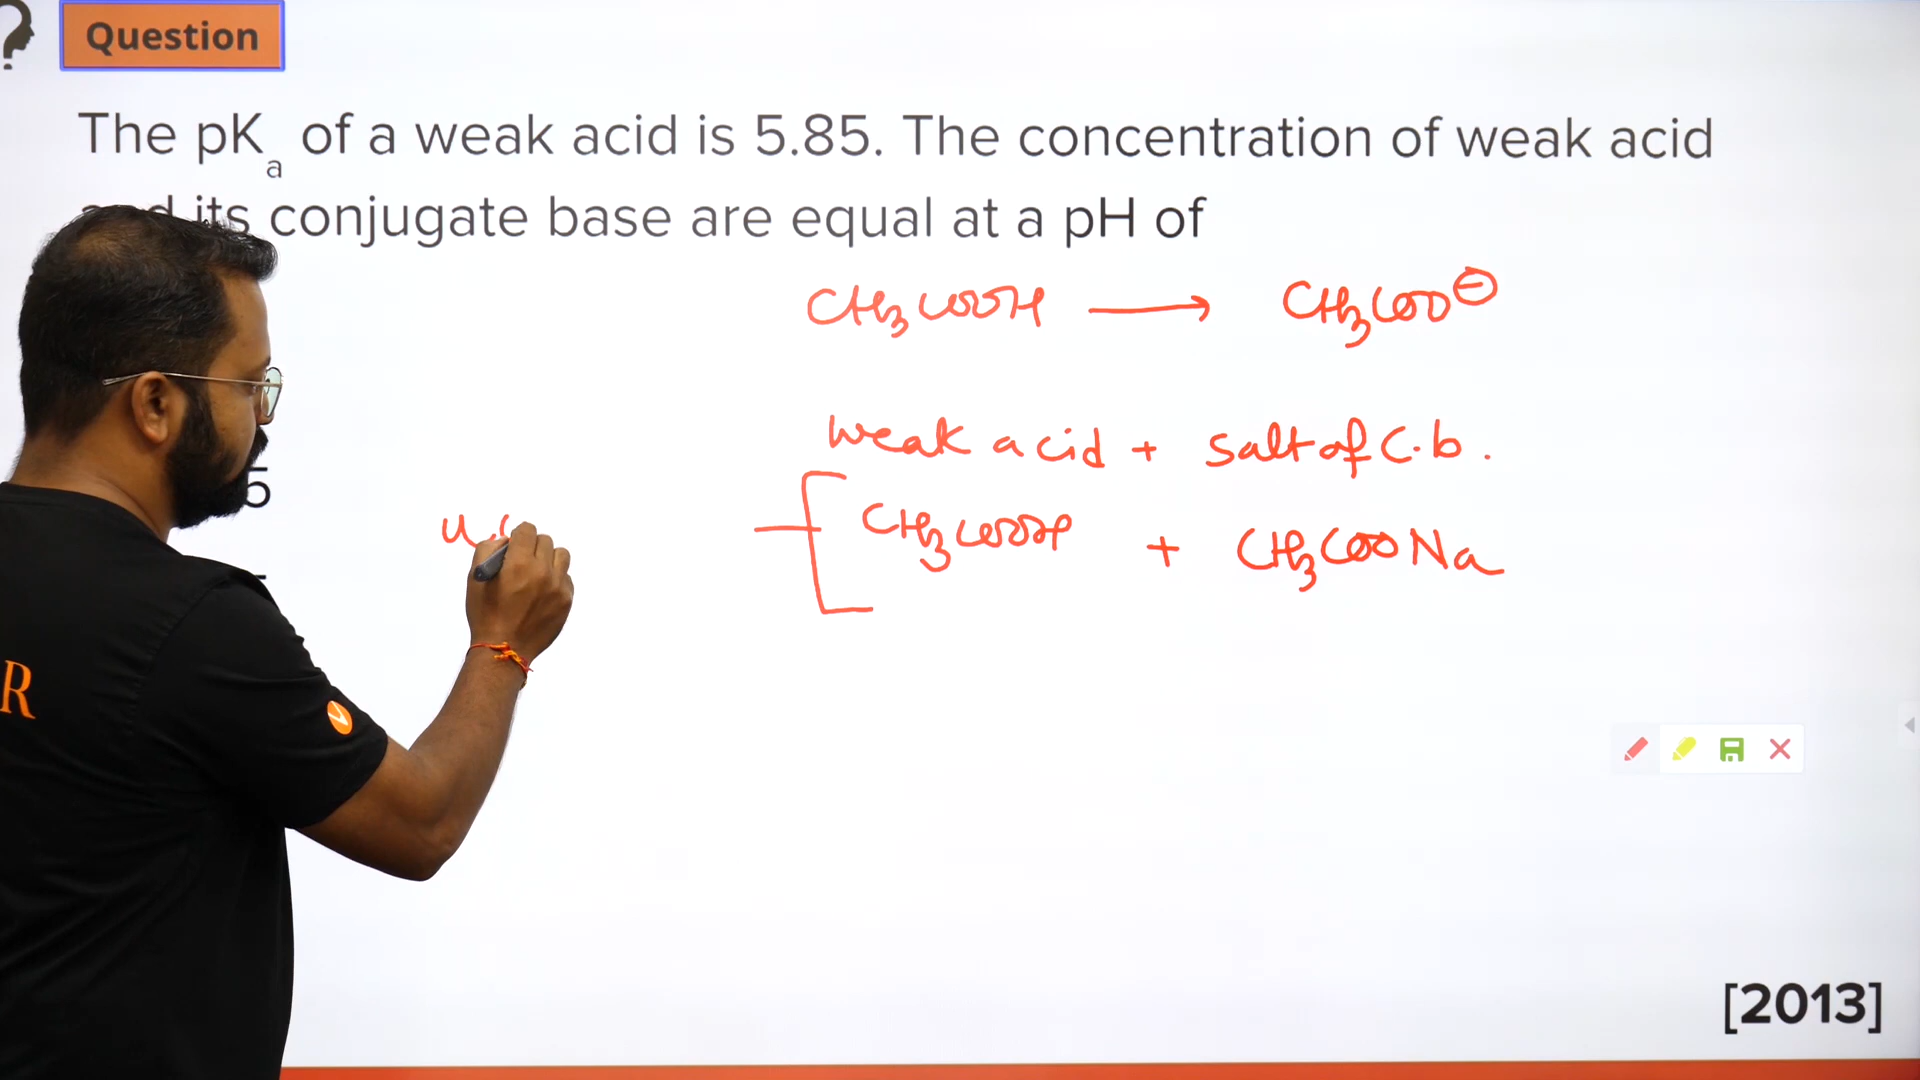 Question
The pKa of a weak acid is 5.85. The concentration of weak acid
its conjugate base are equal at a pH of
CH3COOH ⟶ CH3COO⊖
weak acid + salt of C.b.
CH3COOH + CH3COONa
5
R
[2013]